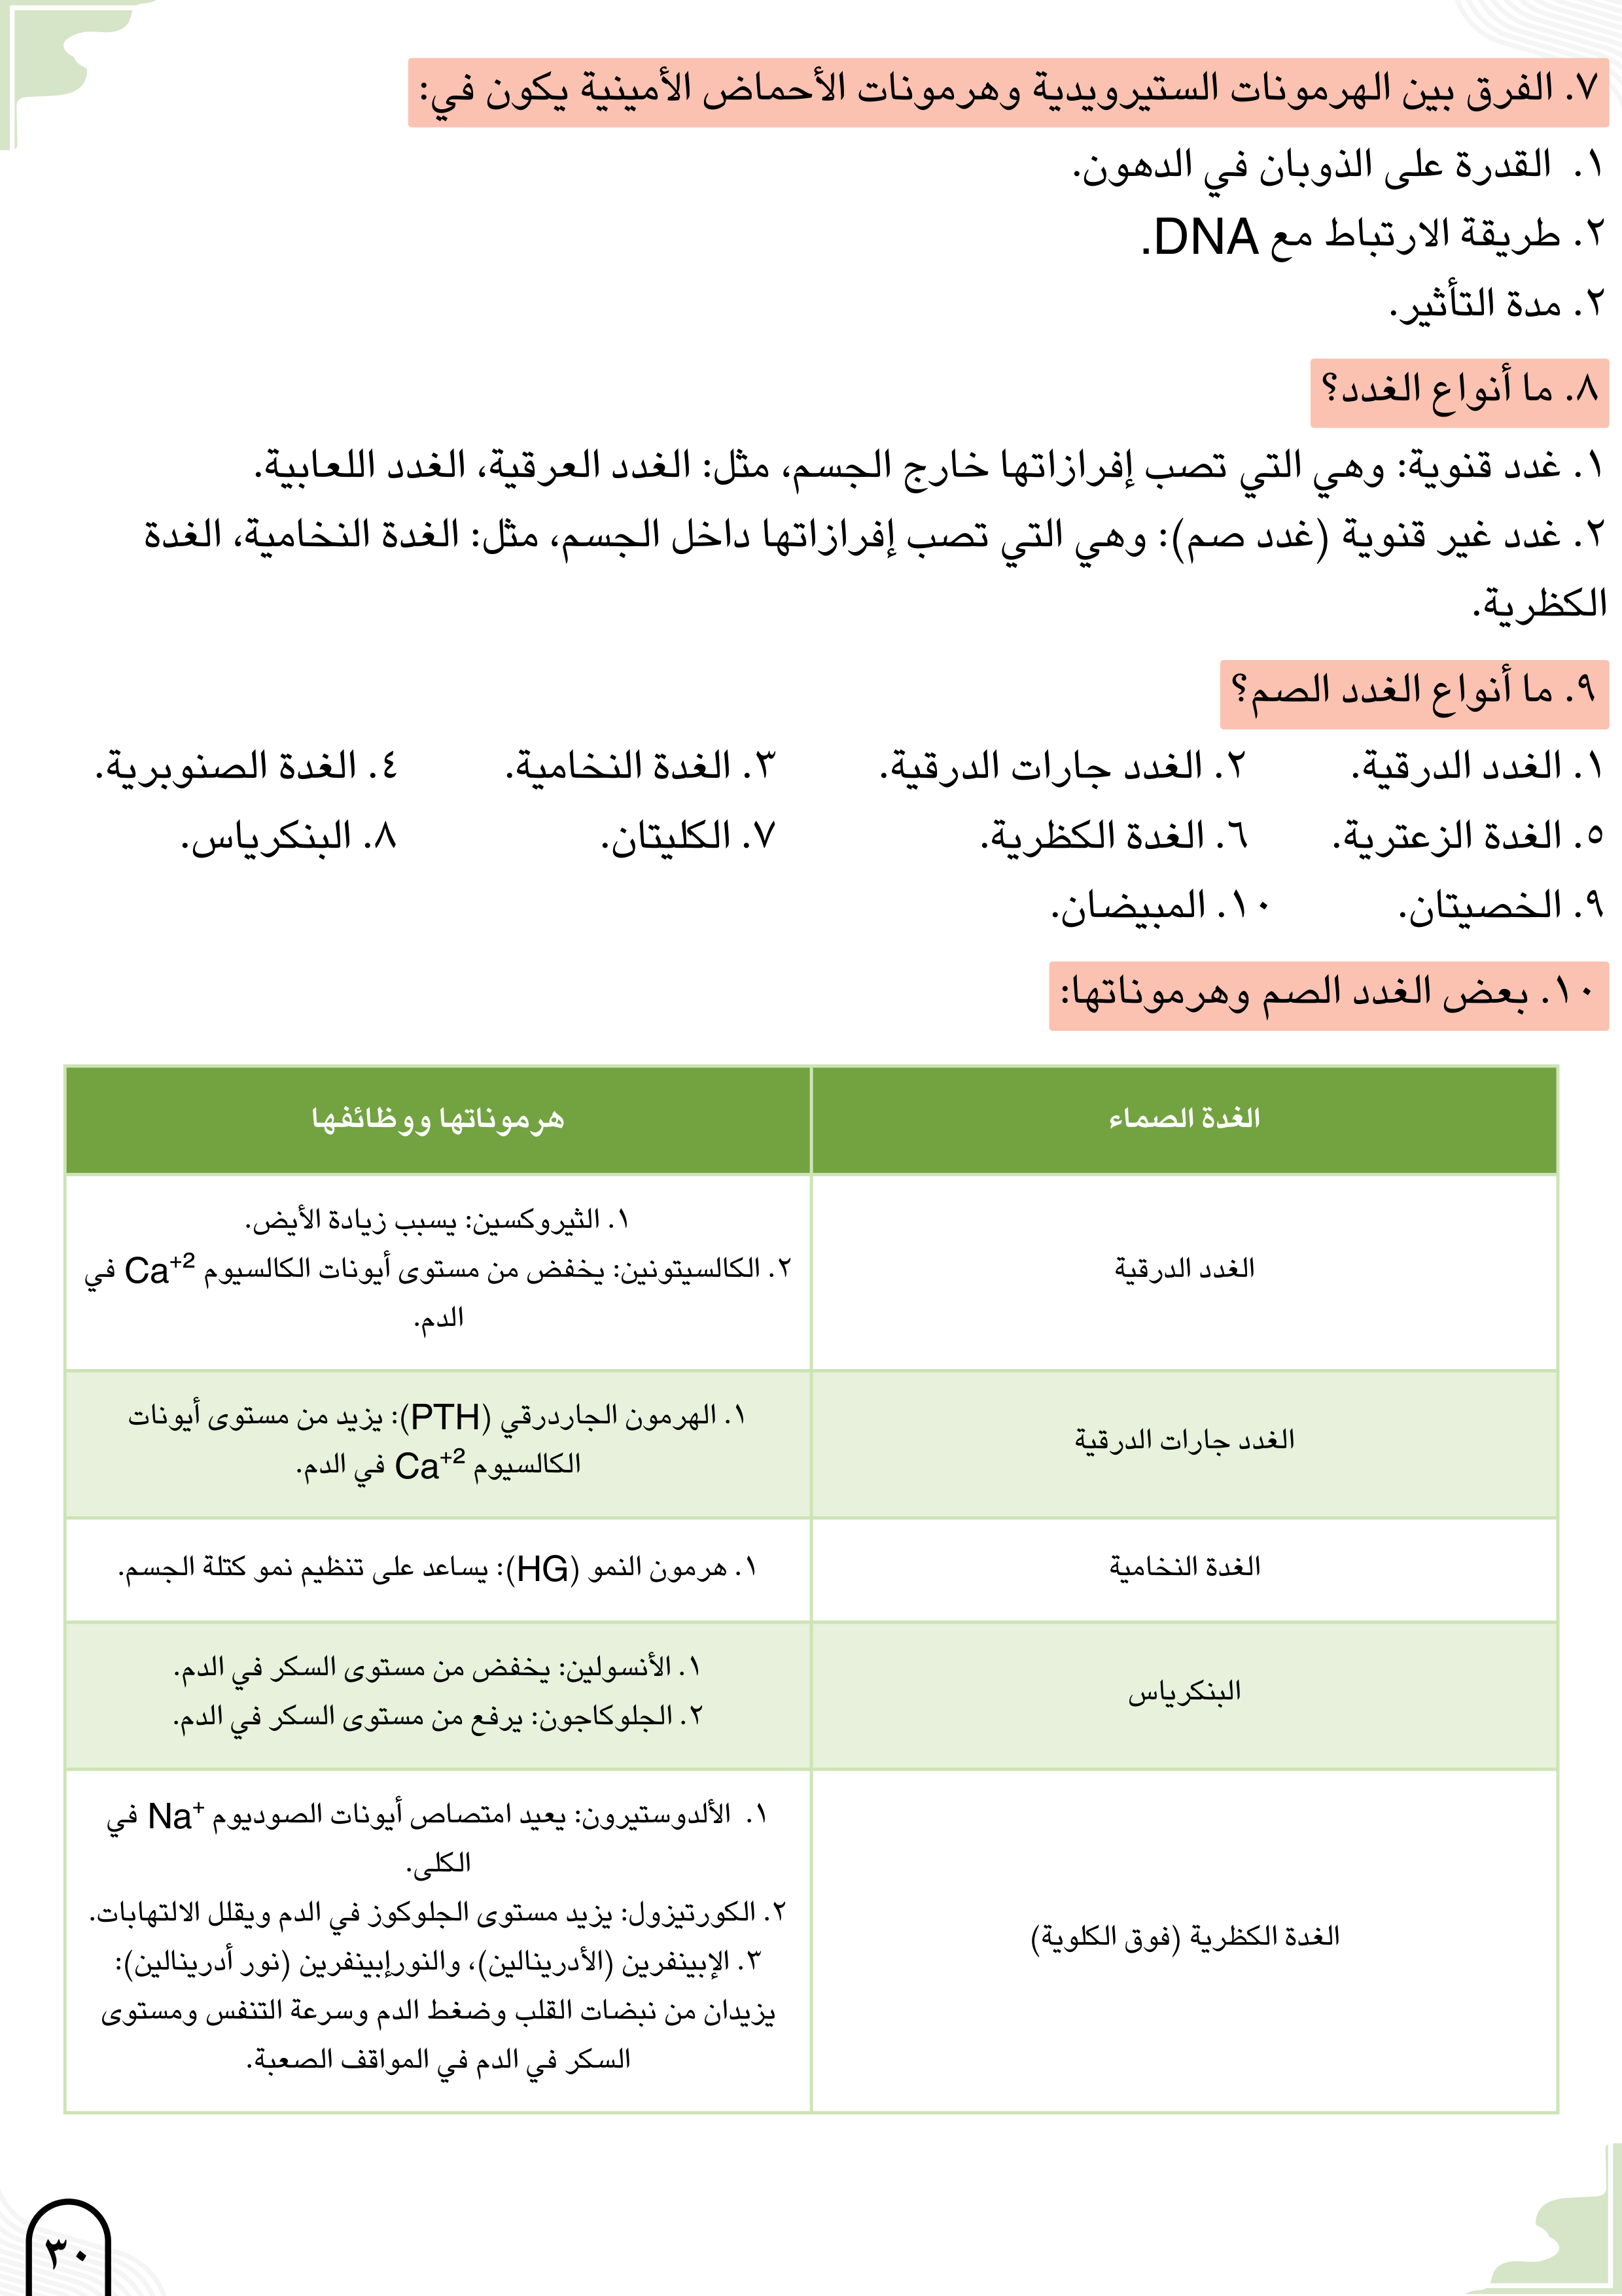 ٧. الفرق بين الهرمونات الستيرويدية وهرمونات الأحماض الأمينية يكون في:
١. القدرة على الذوبان في الدهون.
٢. طريقة الارتباط مع DNA.
٢. مدة التأثير.
٨. ما أنواع الغدد؟
١. غدد قنوية: وهي التي تصب إفرازاتها خارج الجسم، مثل: الغدد العرقية، الغدد اللعابية.
٢. غدد غير قنوية (غدد صم): وهي التي تصب إفرازاتها داخل الجسم، مثل: الغدة النخامية، الغدة
الكظرية.
٩. ما أنواع الغدد الصم؟
١. الغدد الدرقية. ٢. الغدد جارات الدرقية. ٣. الغدة النخامية. ٤. الغدة الصنوبرية.
٥. الغدة الزعترية. ٦. الغدة الكظرية. ٧. الكليتان. ٨. البنكرياس.
٩. الخصيتان. ١٠. المبيضان.
١٠. بعض الغدد الصم وهرموناتها:
الغدة الصماء
هرموناتها ووظائفها
الغدد الدرقية
١. الثيروكسين: يسبب زيادة الأيض.
٢. الكالسيتونين: يخفض من مستوى أيونات الكالسيوم Ca⁺² في
الدم.
الغدد جارات الدرقية
١. الهرمون الجاردرقي (PTH): يزيد من مستوى أيونات
الكالسيوم Ca⁺² في الدم.
الغدة النخامية
١. هرمون النمو (HG): يساعد على تنظيم نمو كتلة الجسم.
البنكرياس
١. الأنسولين: يخفض من مستوى السكر في الدم.
٢. الجلوكاجون: يرفع من مستوى السكر في الدم.
الغدة الكظرية (فوق الكلوية)
١. الألدوستيرون: يعيد امتصاص أيونات الصوديوم Na⁺ في
الكلى.
٢. الكورتيزول: يزيد مستوى الجلوكوز في الدم ويقلل الالتهابات.
٣. الإبينفرين (الأدرينالين)، والنورإبينفرين (نور أدرينالين):
يزيدان من نبضات القلب وضغط الدم وسرعة التنفس ومستوى
السكر في الدم في المواقف الصعبة.
٣٠